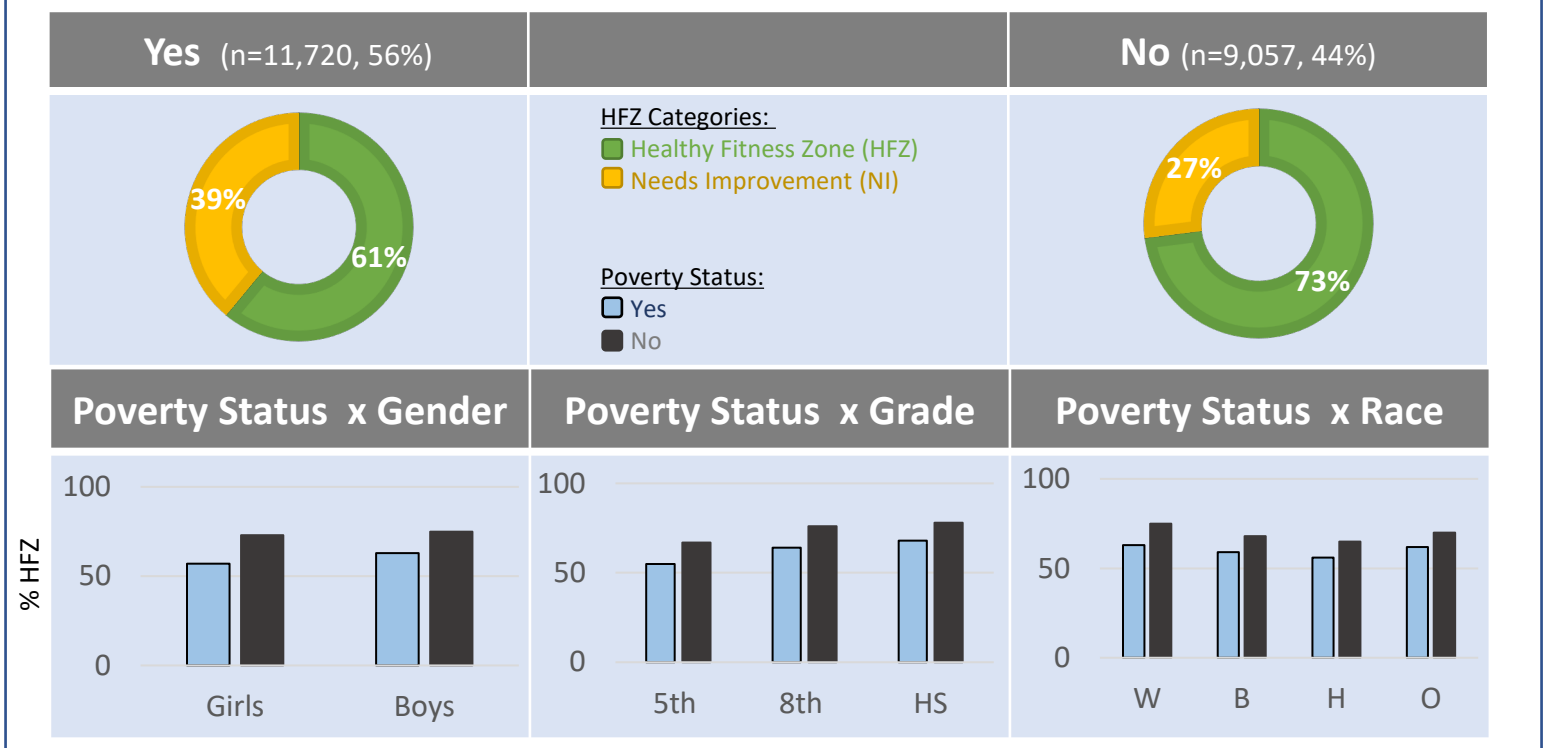 Yes (n=11,720, 56%)
No (n=9,057, 44%)
39%
61%
HFZ Categories:
Healthy Fitness Zone (HFZ)
Needs Improvement (NI)
Poverty Status:
Yes
No
27%
73%
Poverty Status x Gender
Poverty Status x Grade
Poverty Status x Race
% HFZ
100
50
0
Girls Boys
100
50
0
5th 8th HS
100
50
0
W B H O